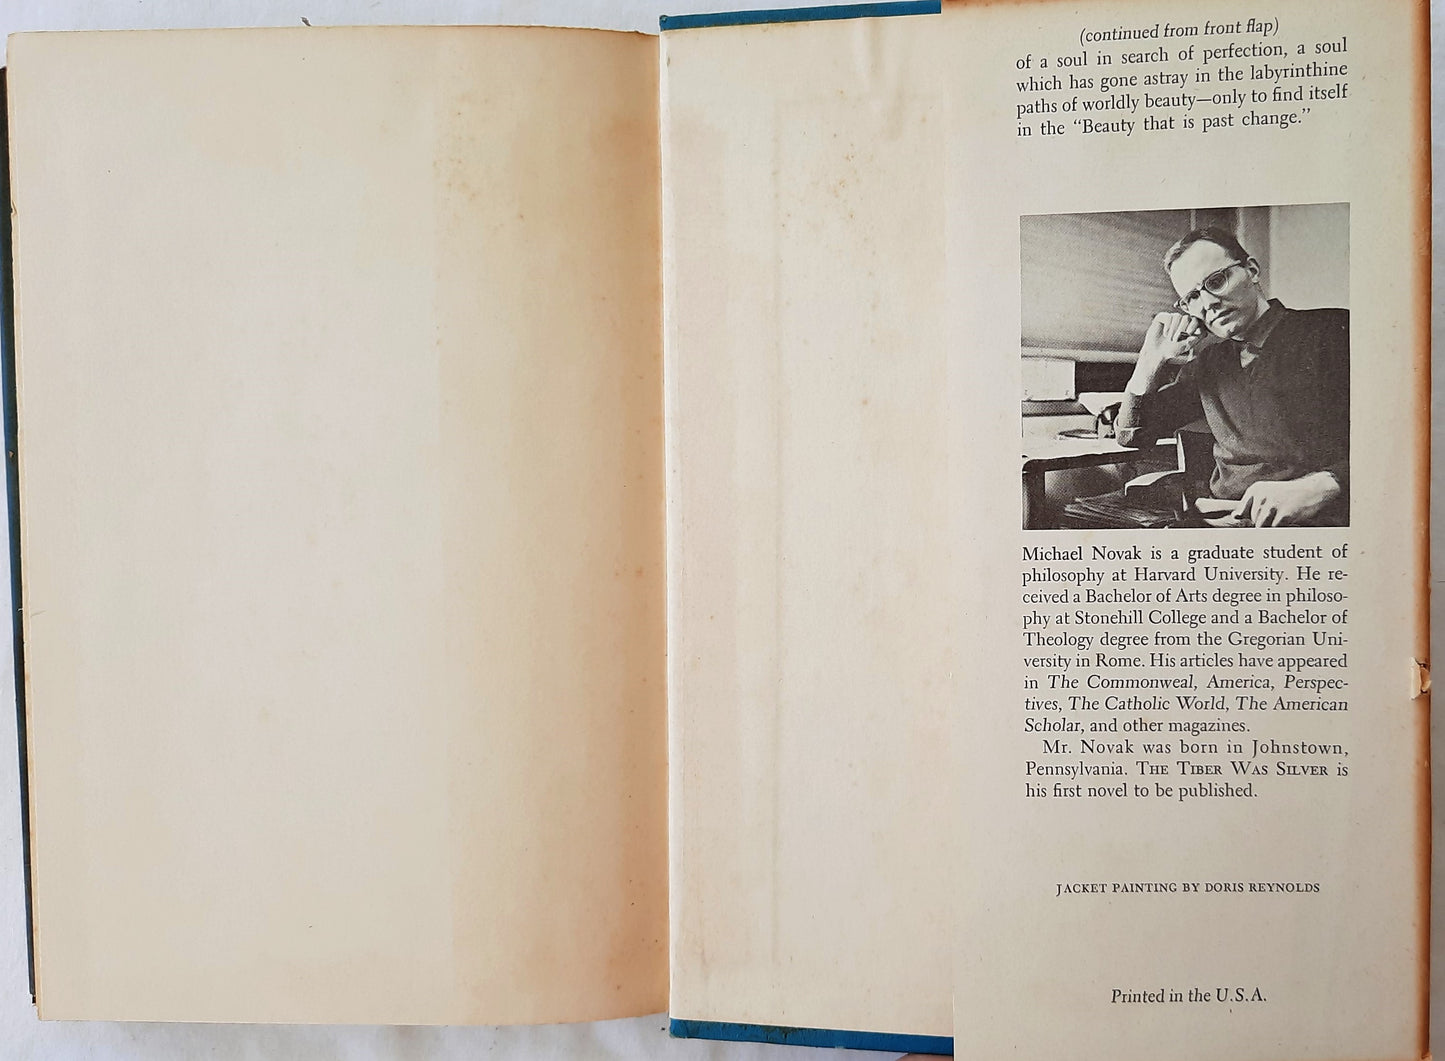 (continued from front flap)
of a soul in search of perfection, a soul
which has gone astray in the labyrinthine
paths of worldly beauty—only to find itself
in the “Beauty that is past change.”
Michael Novak is a graduate student of
philosophy at Harvard University. He re-
ceived a Bachelor of Arts degree in philoso-
phy at Stonehill College and a Bachelor of
Theology degree from the Gregorian Uni-
versity in Rome. His articles have appeared
in The Commonweal, America, Perspec-
tives, The Catholic World, The American
Scholar, and other magazines.
Mr. Novak was born in Johnstown,
Pennsylvania. THE TIBER WAS SILVER is
his first novel to be published.
JACKET PAINTING BY DORIS REYNOLDS
Printed in the U.S.A.